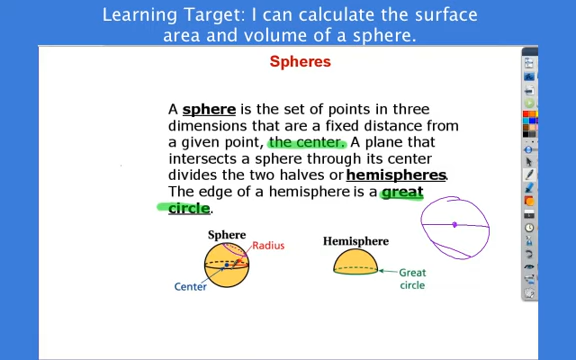 Learning Target: I can calculate the surface
area and volume of a sphere.
Spheres
A sphere is the set of points in three
dimensions that are a fixed distance from
a given point, the center. A plane that
intersects a sphere through its center
divides the two halves or hemispheres.
The edge of a hemisphere is a great
circle.
Sphere
Radius
Center
Hemisphere
Great
circle